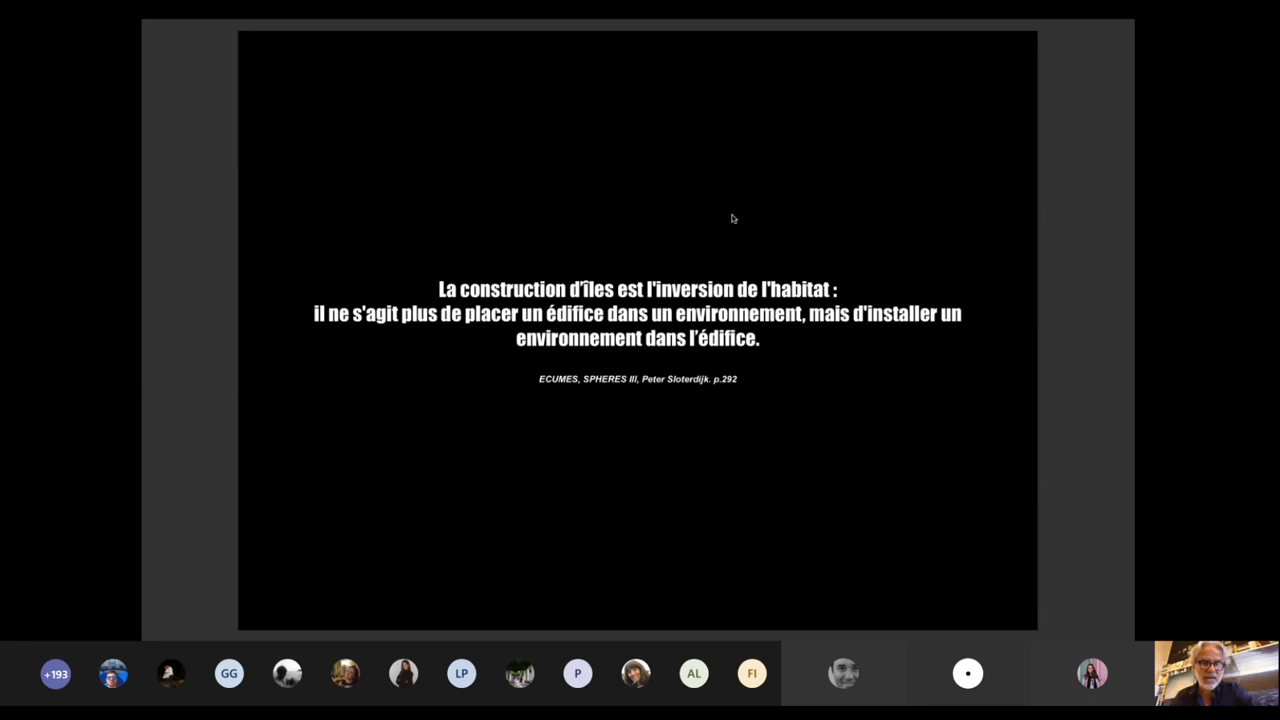 La construction d'îles est l'inversion de l'habitat :
il ne s'agit plus de placer un édifice dans un environnement, mais d'installer un
environnement dans l’édifice.
ECUMES, SPHERES III, Peter Sloterdijk. p.292
+193
GG
LP
P
AL
FI